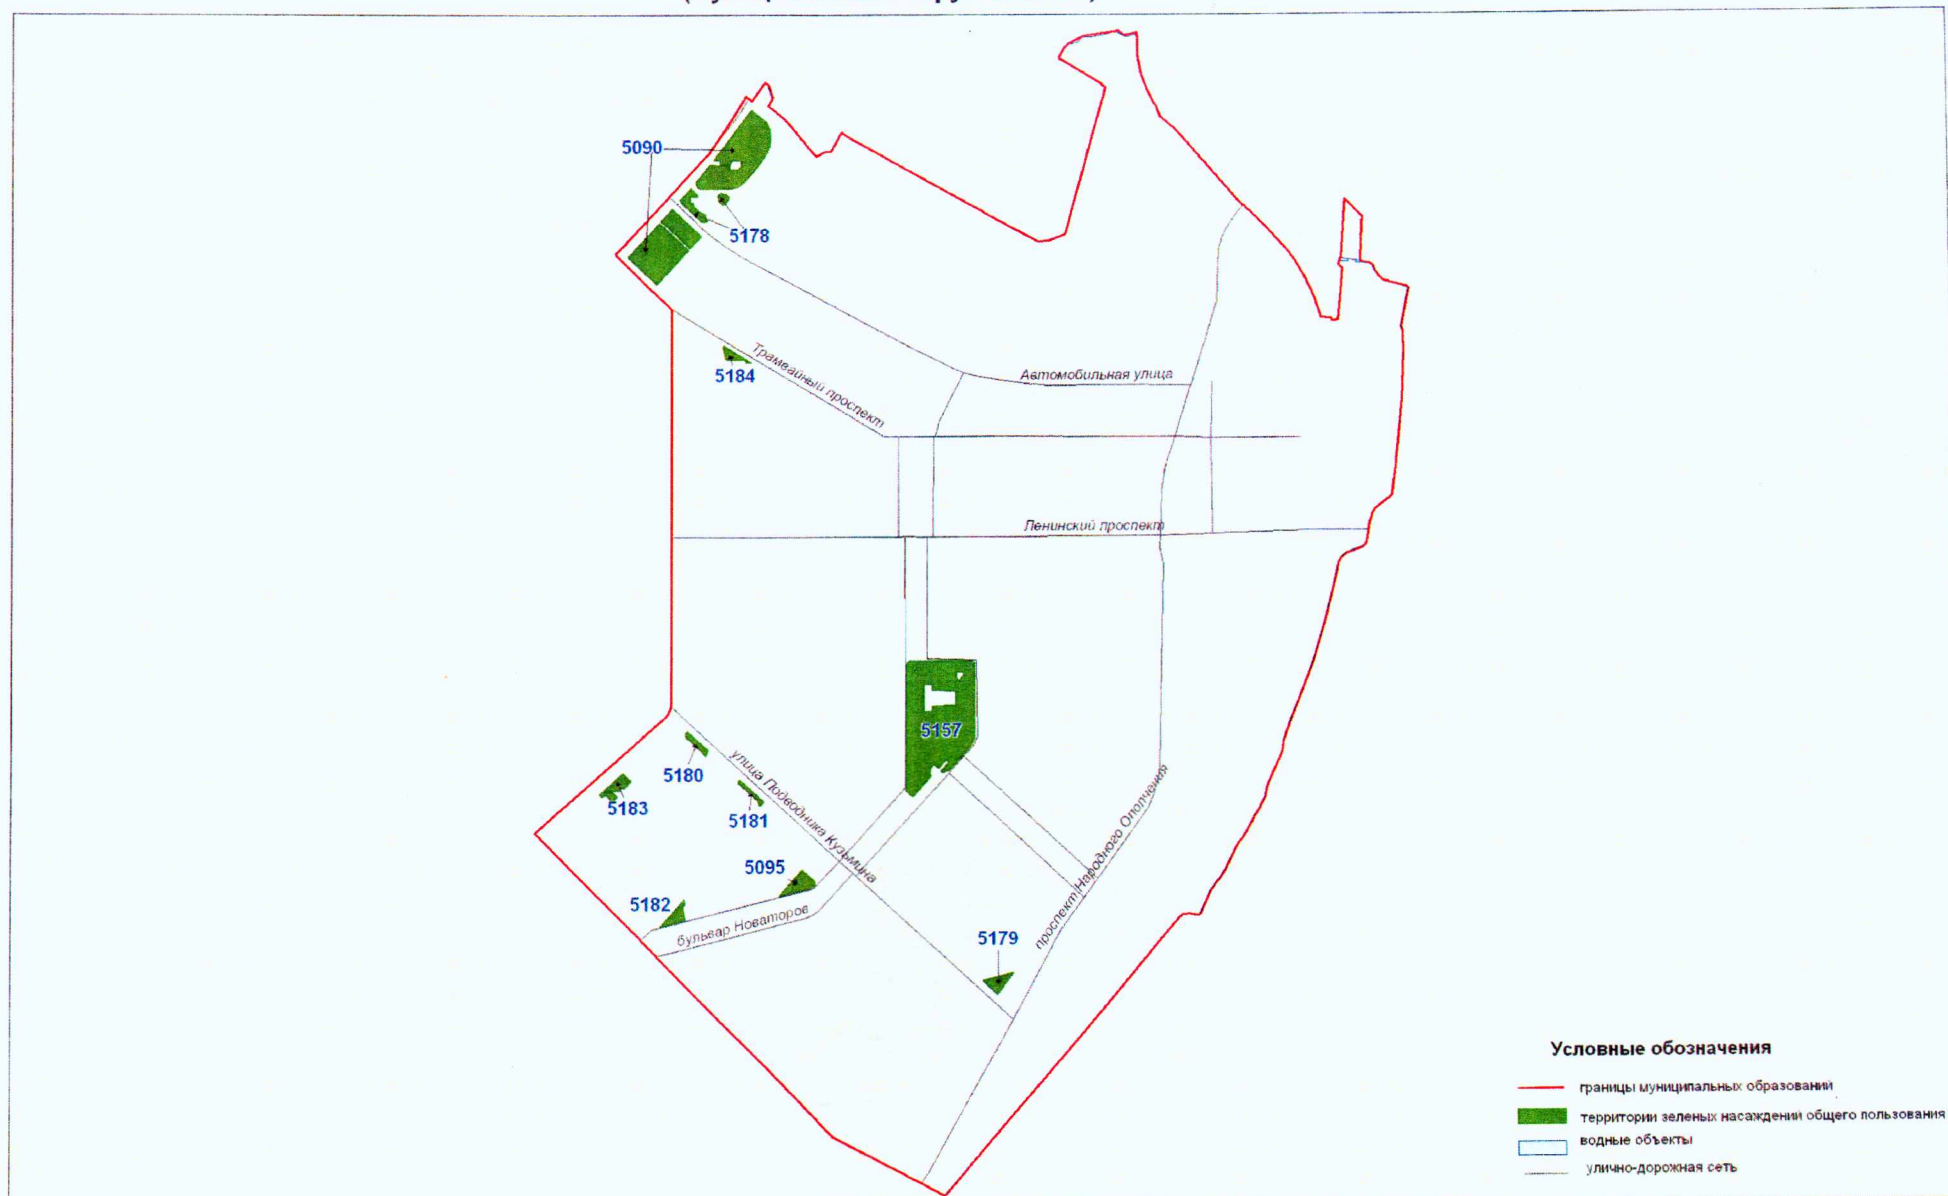 5090
5178
5184
Трамвайный проспект
Автомобильная улица
Ленинский проспект
5157
5180
5183
5181
улица Подводника Кузьмина
5095
5182
бульвар Новаторов
5179
проспект Народного Ополчения
Условные обозначения
границы муниципальных образований
территории зеленых насаждений общего пользования
водные объекты
улично-дорожная сеть